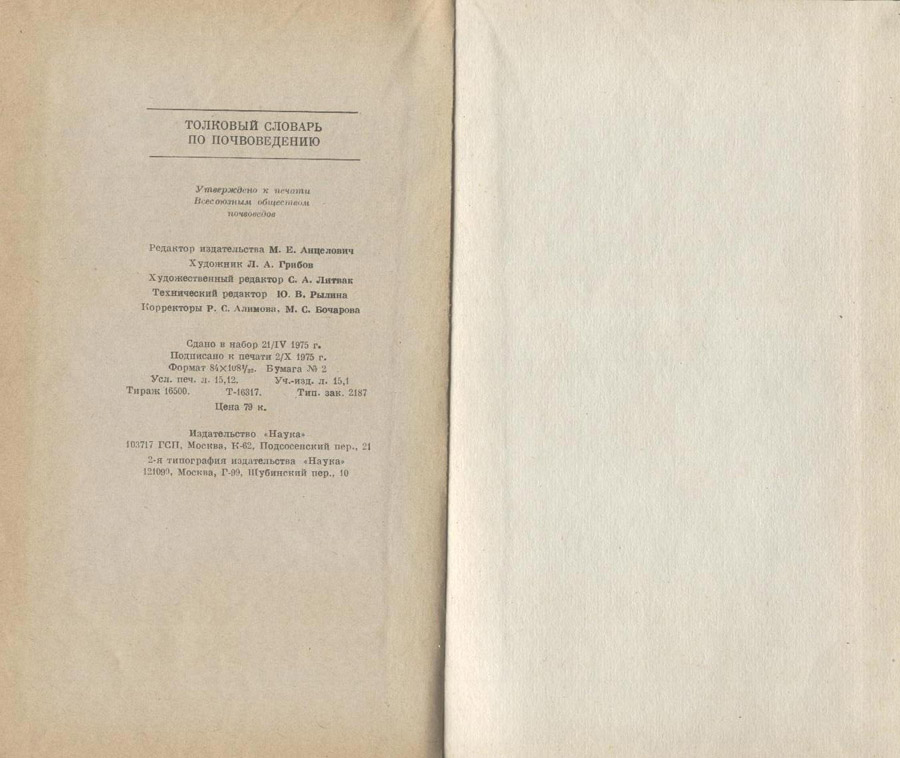 ТОЛКОВЫЙ СЛОВАРЬ
ПО ПОЧВОВЕДЕНИЮ
Утверждено к печати
Всесоюзным обществом
почвоведов
Редактор издательства М. Е. Анцелович
Художник Л. А. Грибов
Художественный редактор С. А. Литвак
Технический редактор Ю. В. Рылина
Корректоры Р. С. Алимова, М. С. Бочарова
Сдано в набор 21/IV 1975 г.
Подписано к печати 2/X 1975 г.
Формат 84×108¹/₃₂. Бумага № 2
Усл. печ. л. 15,12. Уч.-изд. л. 15,1
Тираж 16500. Т-16317. Тип. зак. 2187
Цена 79 к.
Издательство «Наука»
103717 ГСП, Москва, К-62, Подсосенский пер., 21
2-я типография издательства «Наука»
121099, Москва, Г-99, Шубинский пер., 10